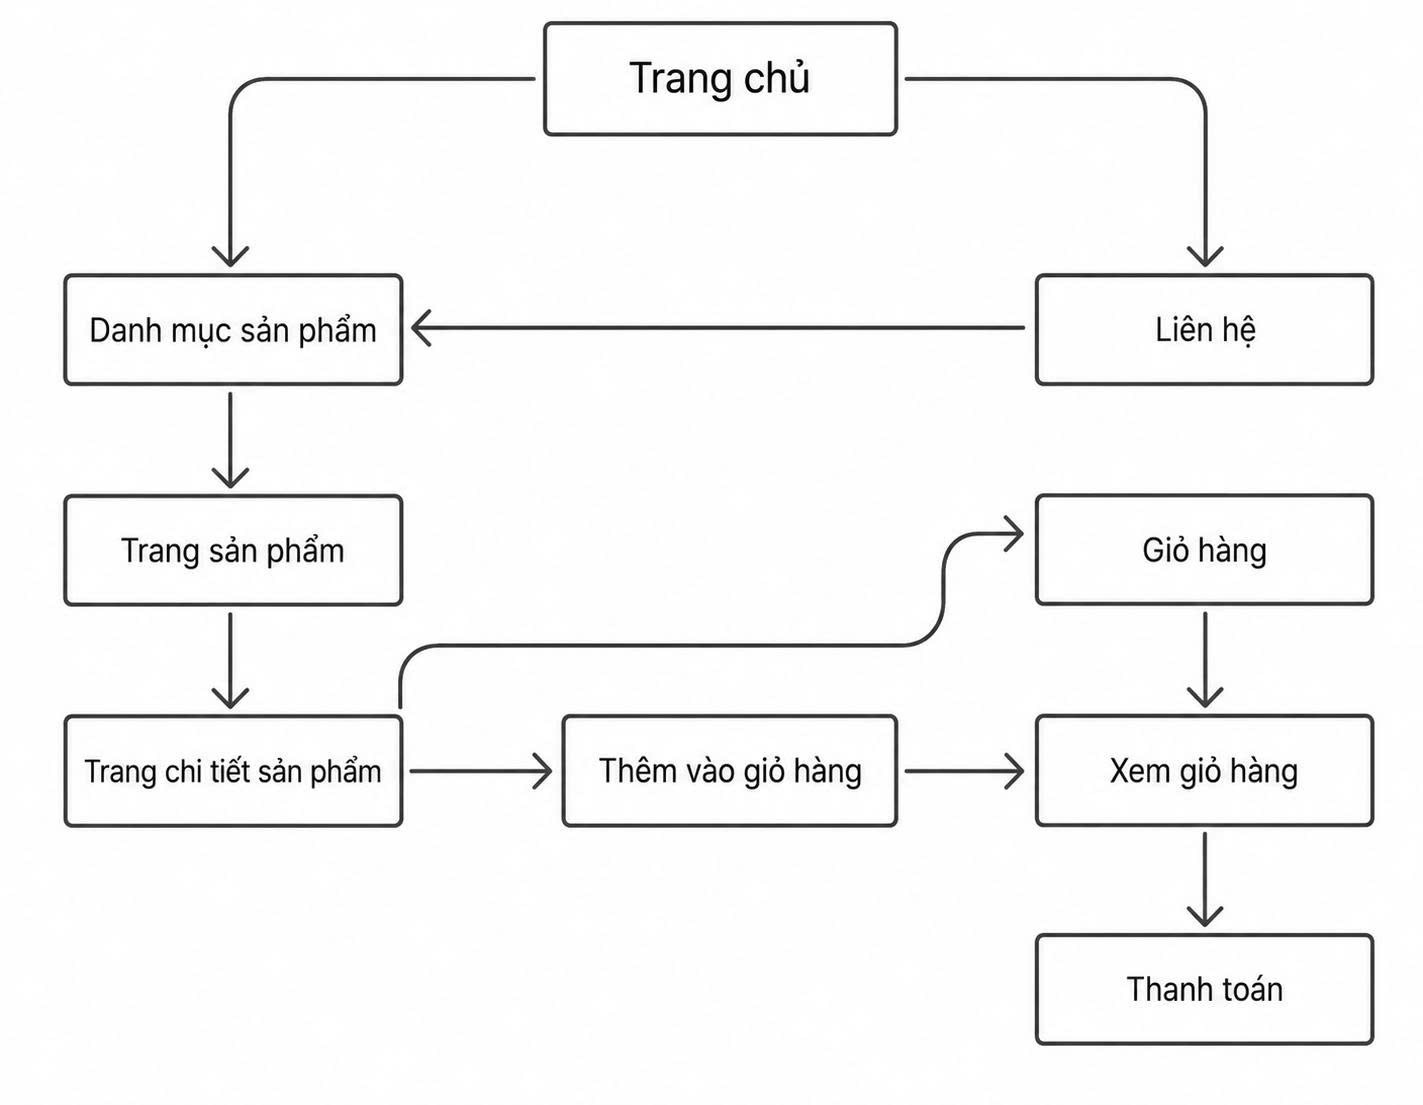 Trang chủ
Danh mục sản phẩm
Liên hệ
Trang sản phẩm
Giỏ hàng
Trang chi tiết sản phẩm
Thêm vào giỏ hàng
Xem giỏ hàng
Thanh toán